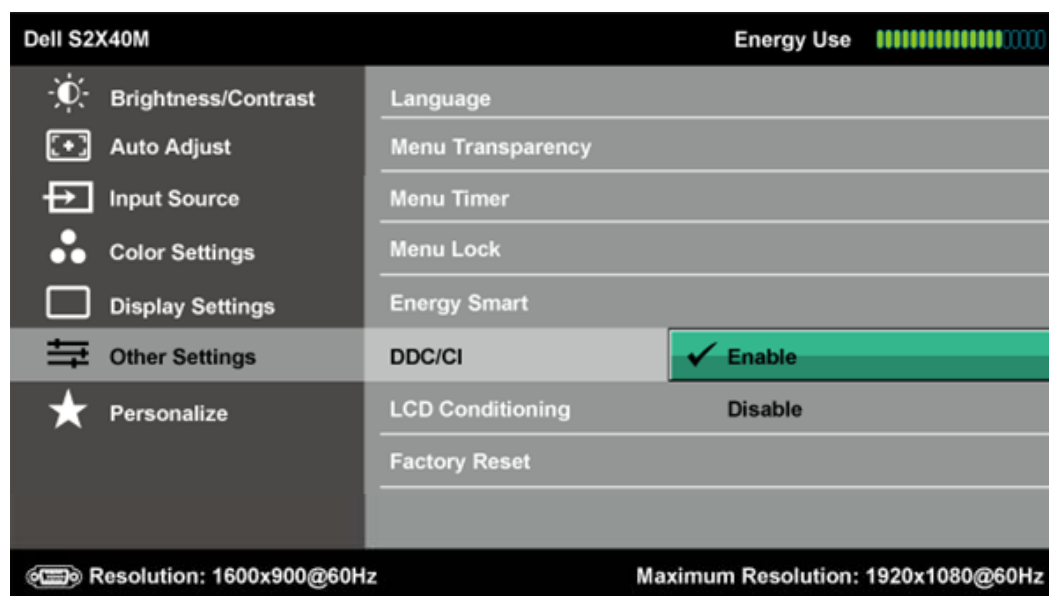 Dell S2X40M Energy Use
Brightness/Contrast Language
Auto Adjust Menu Transparency
Input Source Menu Timer
Color Settings Menu Lock
Display Settings Energy Smart
Other Settings DDC/CI Enable
Personalize LCD Conditioning Disable
Factory Reset
Resolution: 1600x900@60Hz Maximum Resolution: 1920x1080@60Hz